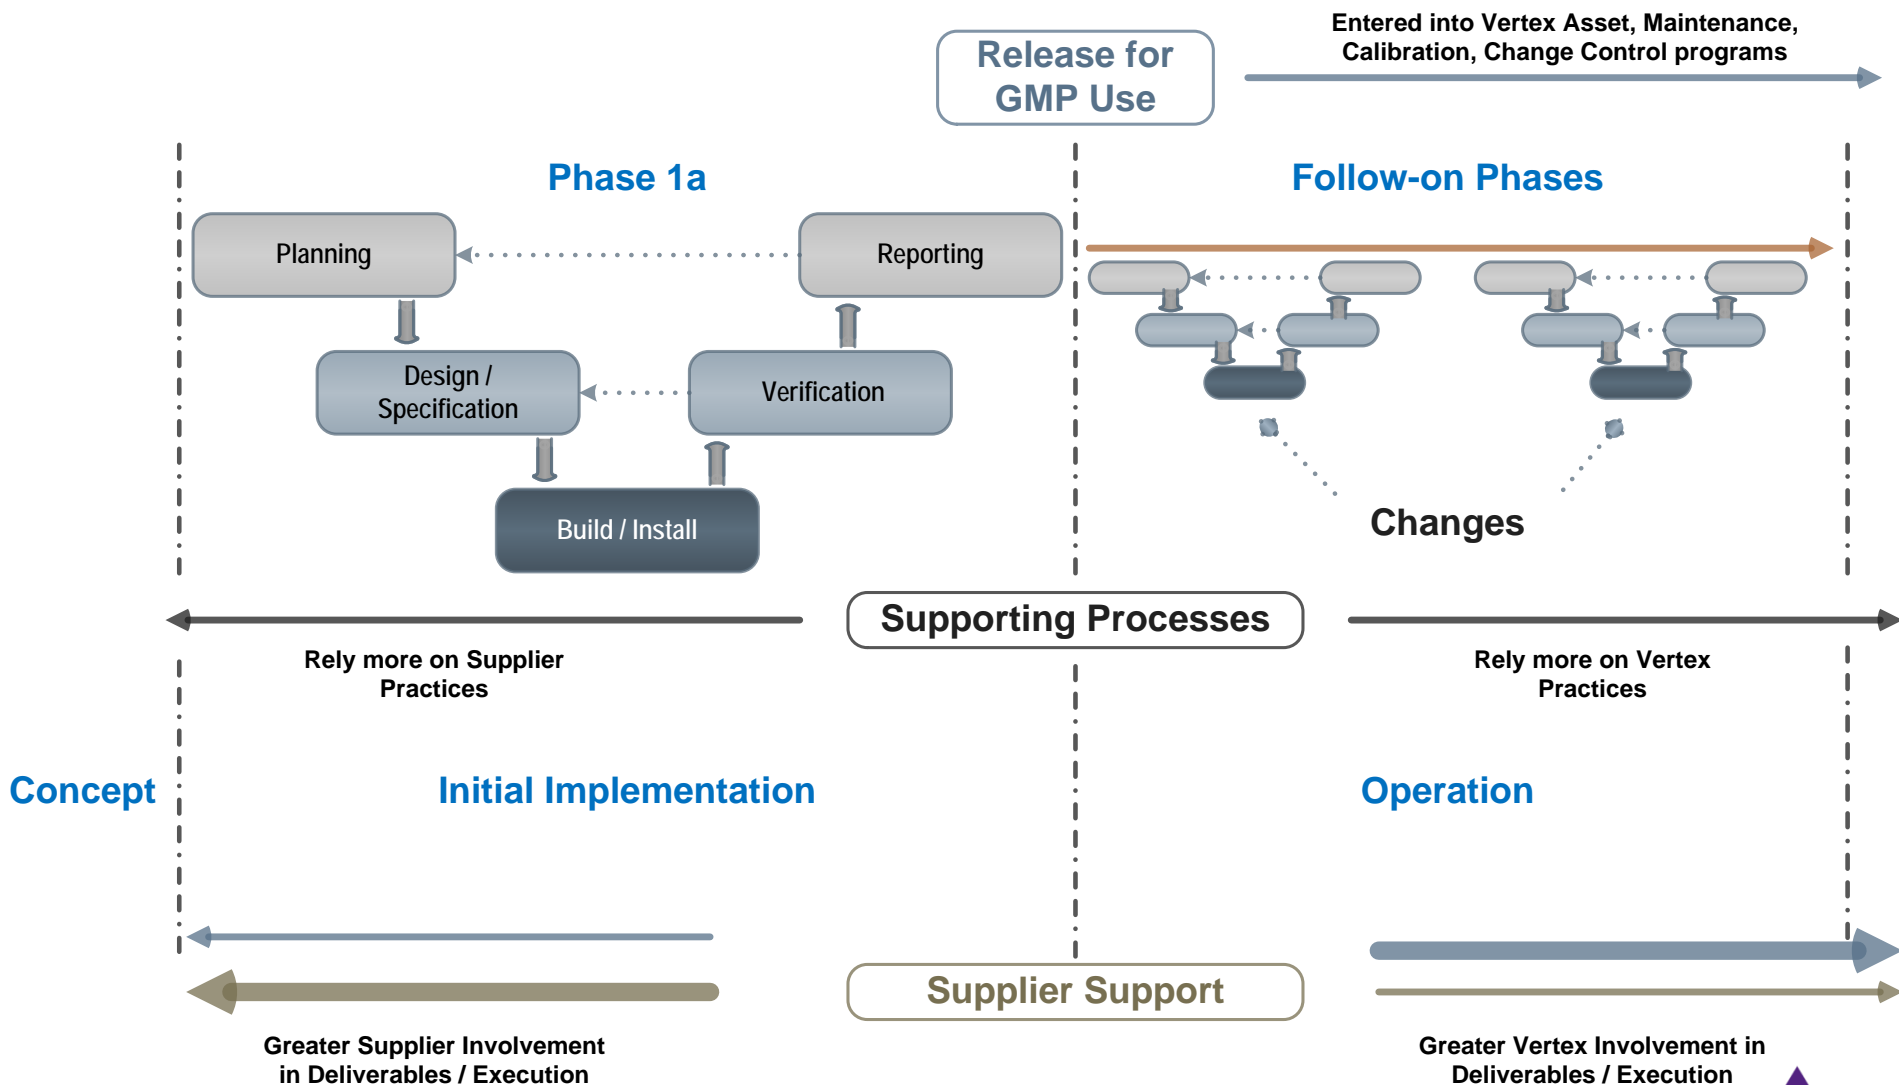 Entered into Vertex Asset, Maintenance,
Calibration, Change Control programs
Release for
GMP Use
Phase 1a
Follow-on Phases
Planning
Reporting
Design /
Specification
Verification
Build / Install
Changes
Supporting Processes
Rely more on Supplier
Practices
Rely more on Vertex
Practices
Concept
Initial Implementation
Operation
Supplier Support
Greater Supplier Involvement
in Deliverables / Execution
Greater Vertex Involvement in
Deliverables / Execution